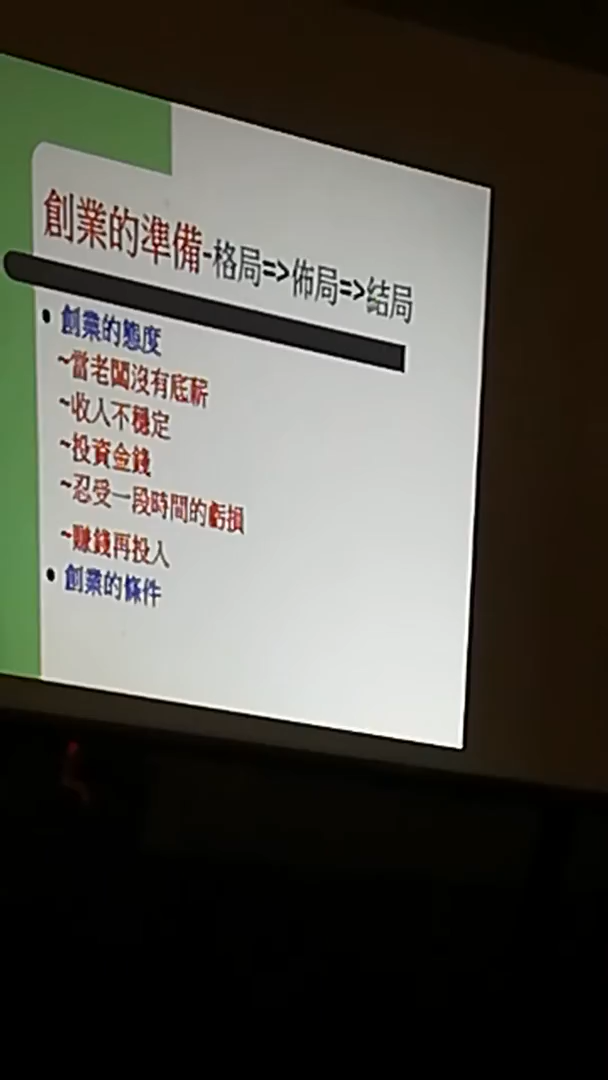 創業的準備-格局=>佈局=>结局
• 創業的態度
~當老闆沒有底薪
~收入不穩定
~投資金錢
~忍受一段時間的虧損
~賺錢再投入
• 創業的條件